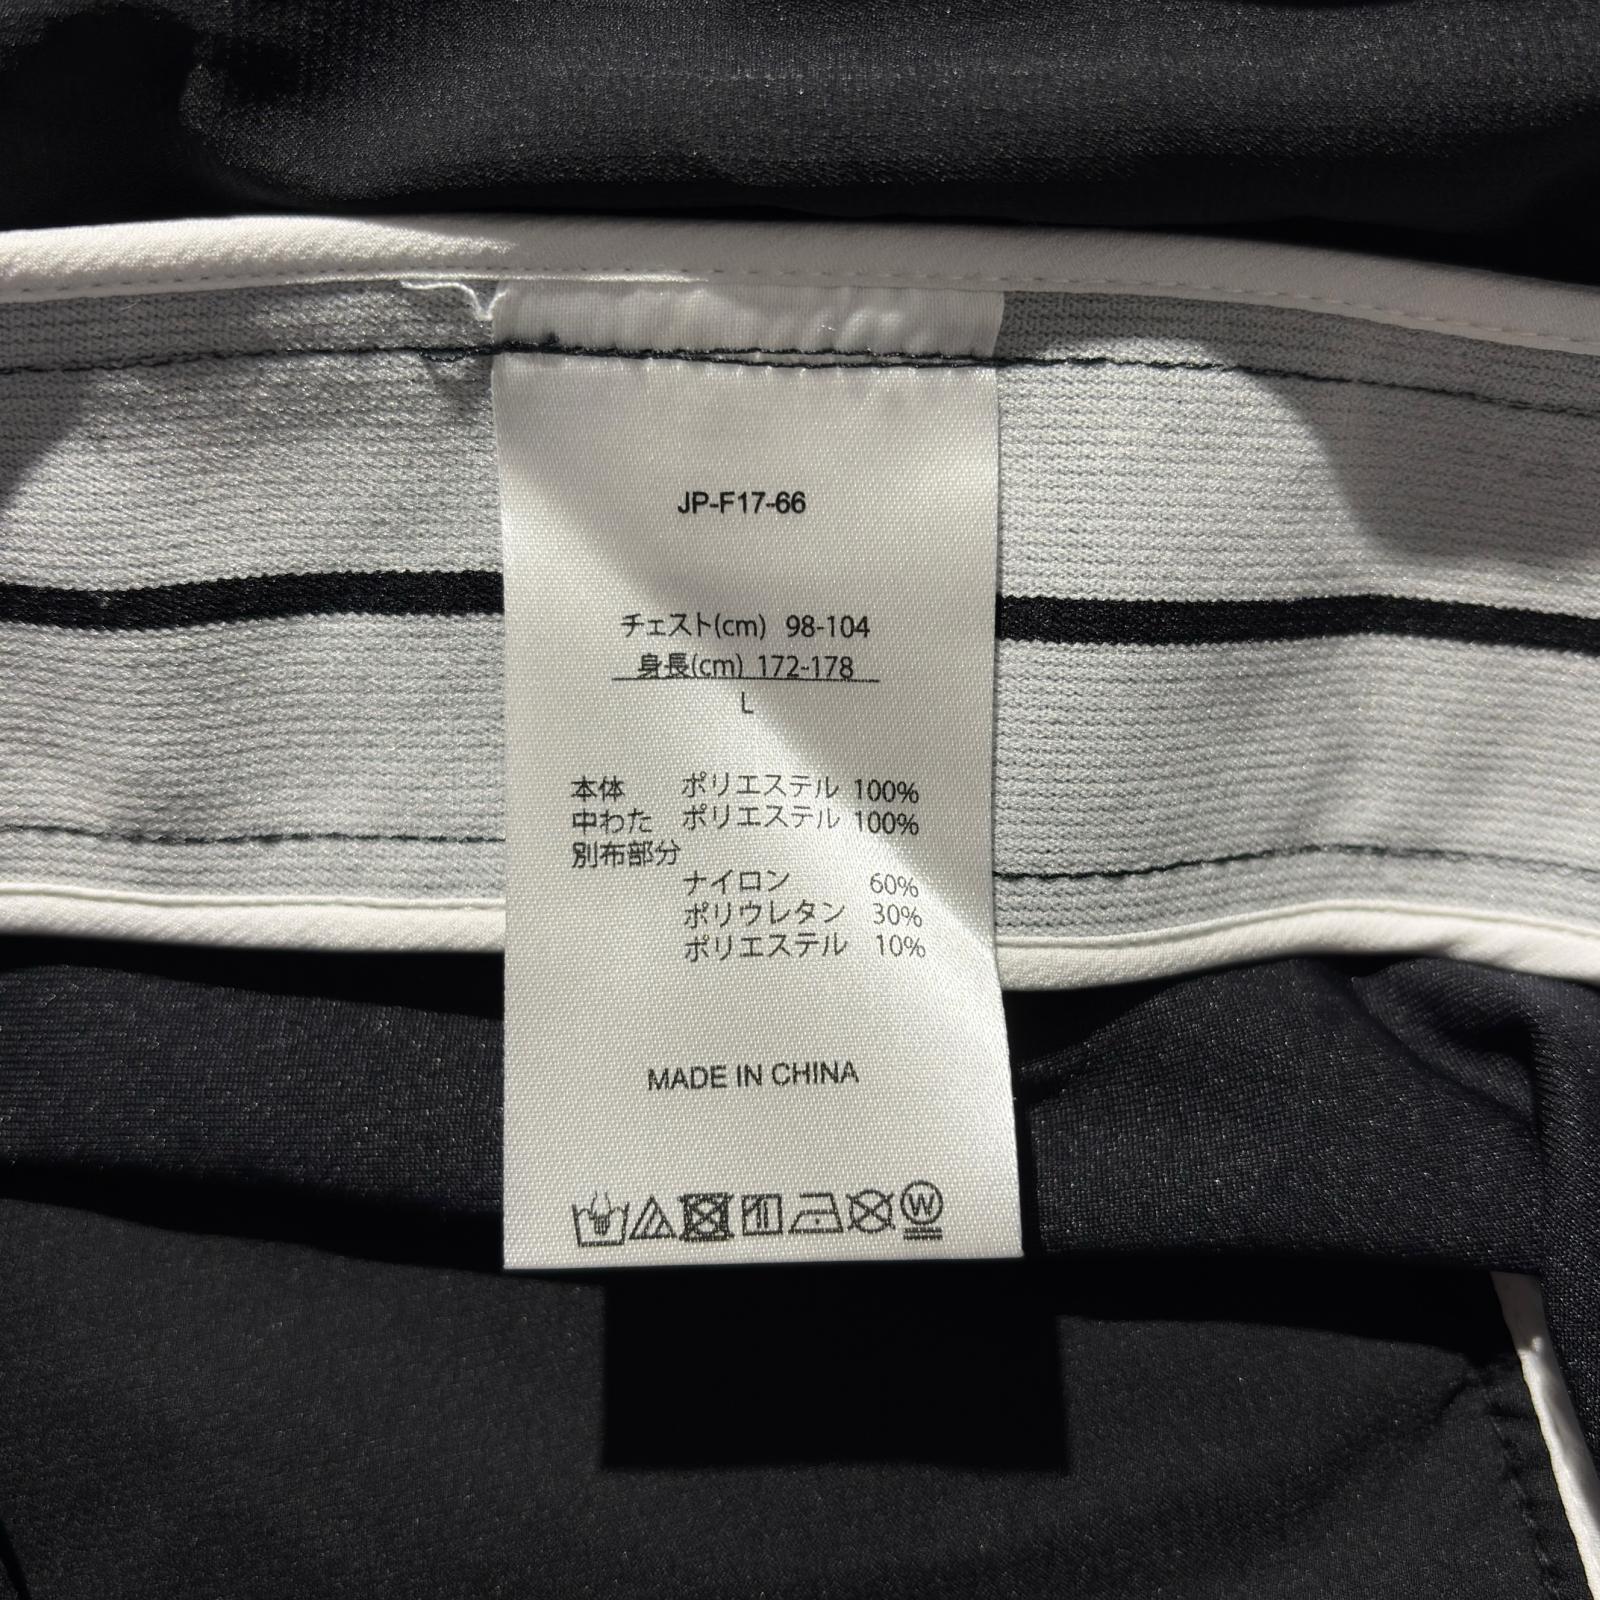 JP-F17-66
チェスト(cm) 98-104
身長(cm) 172-178
L
本体 ポリエステル 100%
中わた ポリエステル 100%
別布部分
ナイロン 60%
ポリウレタン 30%
ポリエステル 10%
MADE IN CHINA
W